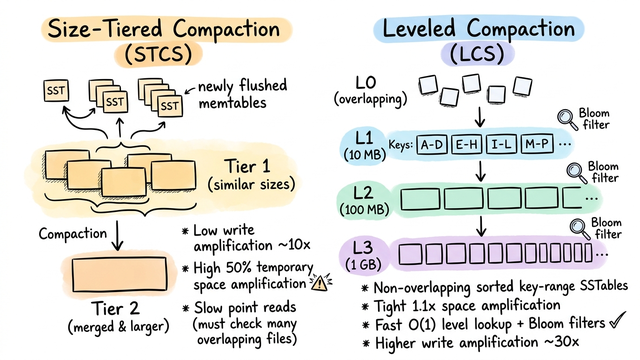 Size-Tiered Compaction
(STCS)
SST
SST
SST
newly flushed
memtables
Tier 1
(similar sizes)
Compaction
Tier 2
(merged & larger)
* Low write
amplification ~10x
* High 50% temporary
space amplification
* Slow point reads
(must check many
overlapping files)
Leveled Compaction
(LCS)
L0
(overlapping)
Bloom
filter
L1
(10 MB)
Keys: A-D E-H I-L M-P ...
Bloom
filter
L2
(100 MB)
...
Bloom
filter
L3
(1 GB)
...
* Non-overlapping sorted key-range SSTables
* Tight 1.1x space amplification
* Fast O(1) level lookup + Bloom filters ✓
* Higher write amplification ~30x